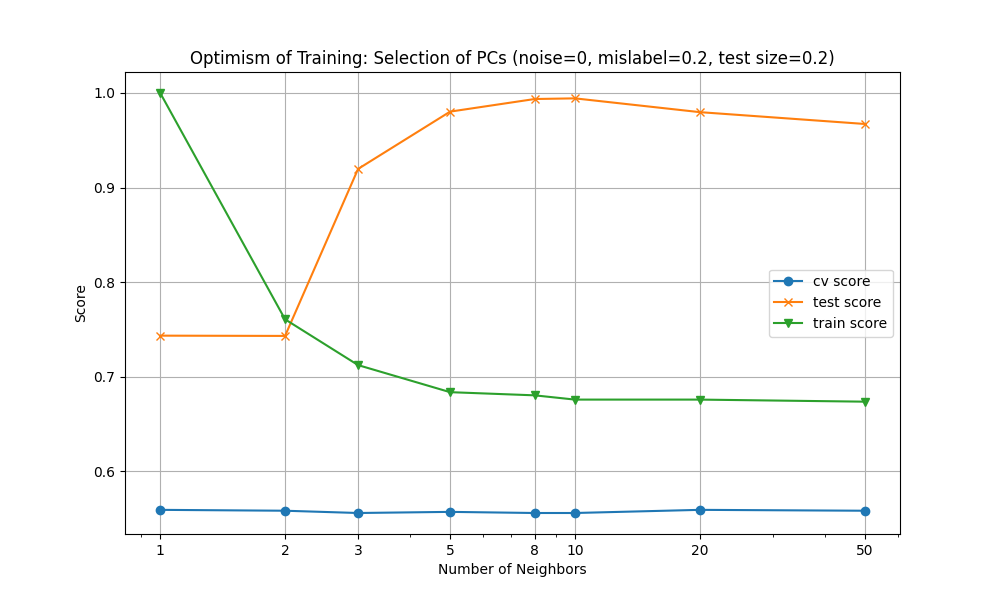 Optimism of Training: Selection of PCs (noise=0, mislabel=0.2, test size=0.2)
1.0
0.9
0.8
0.7
0.6
Score
cv score
test score
train score
1 2 3 5 8 10 20 50
Number of Neighbors